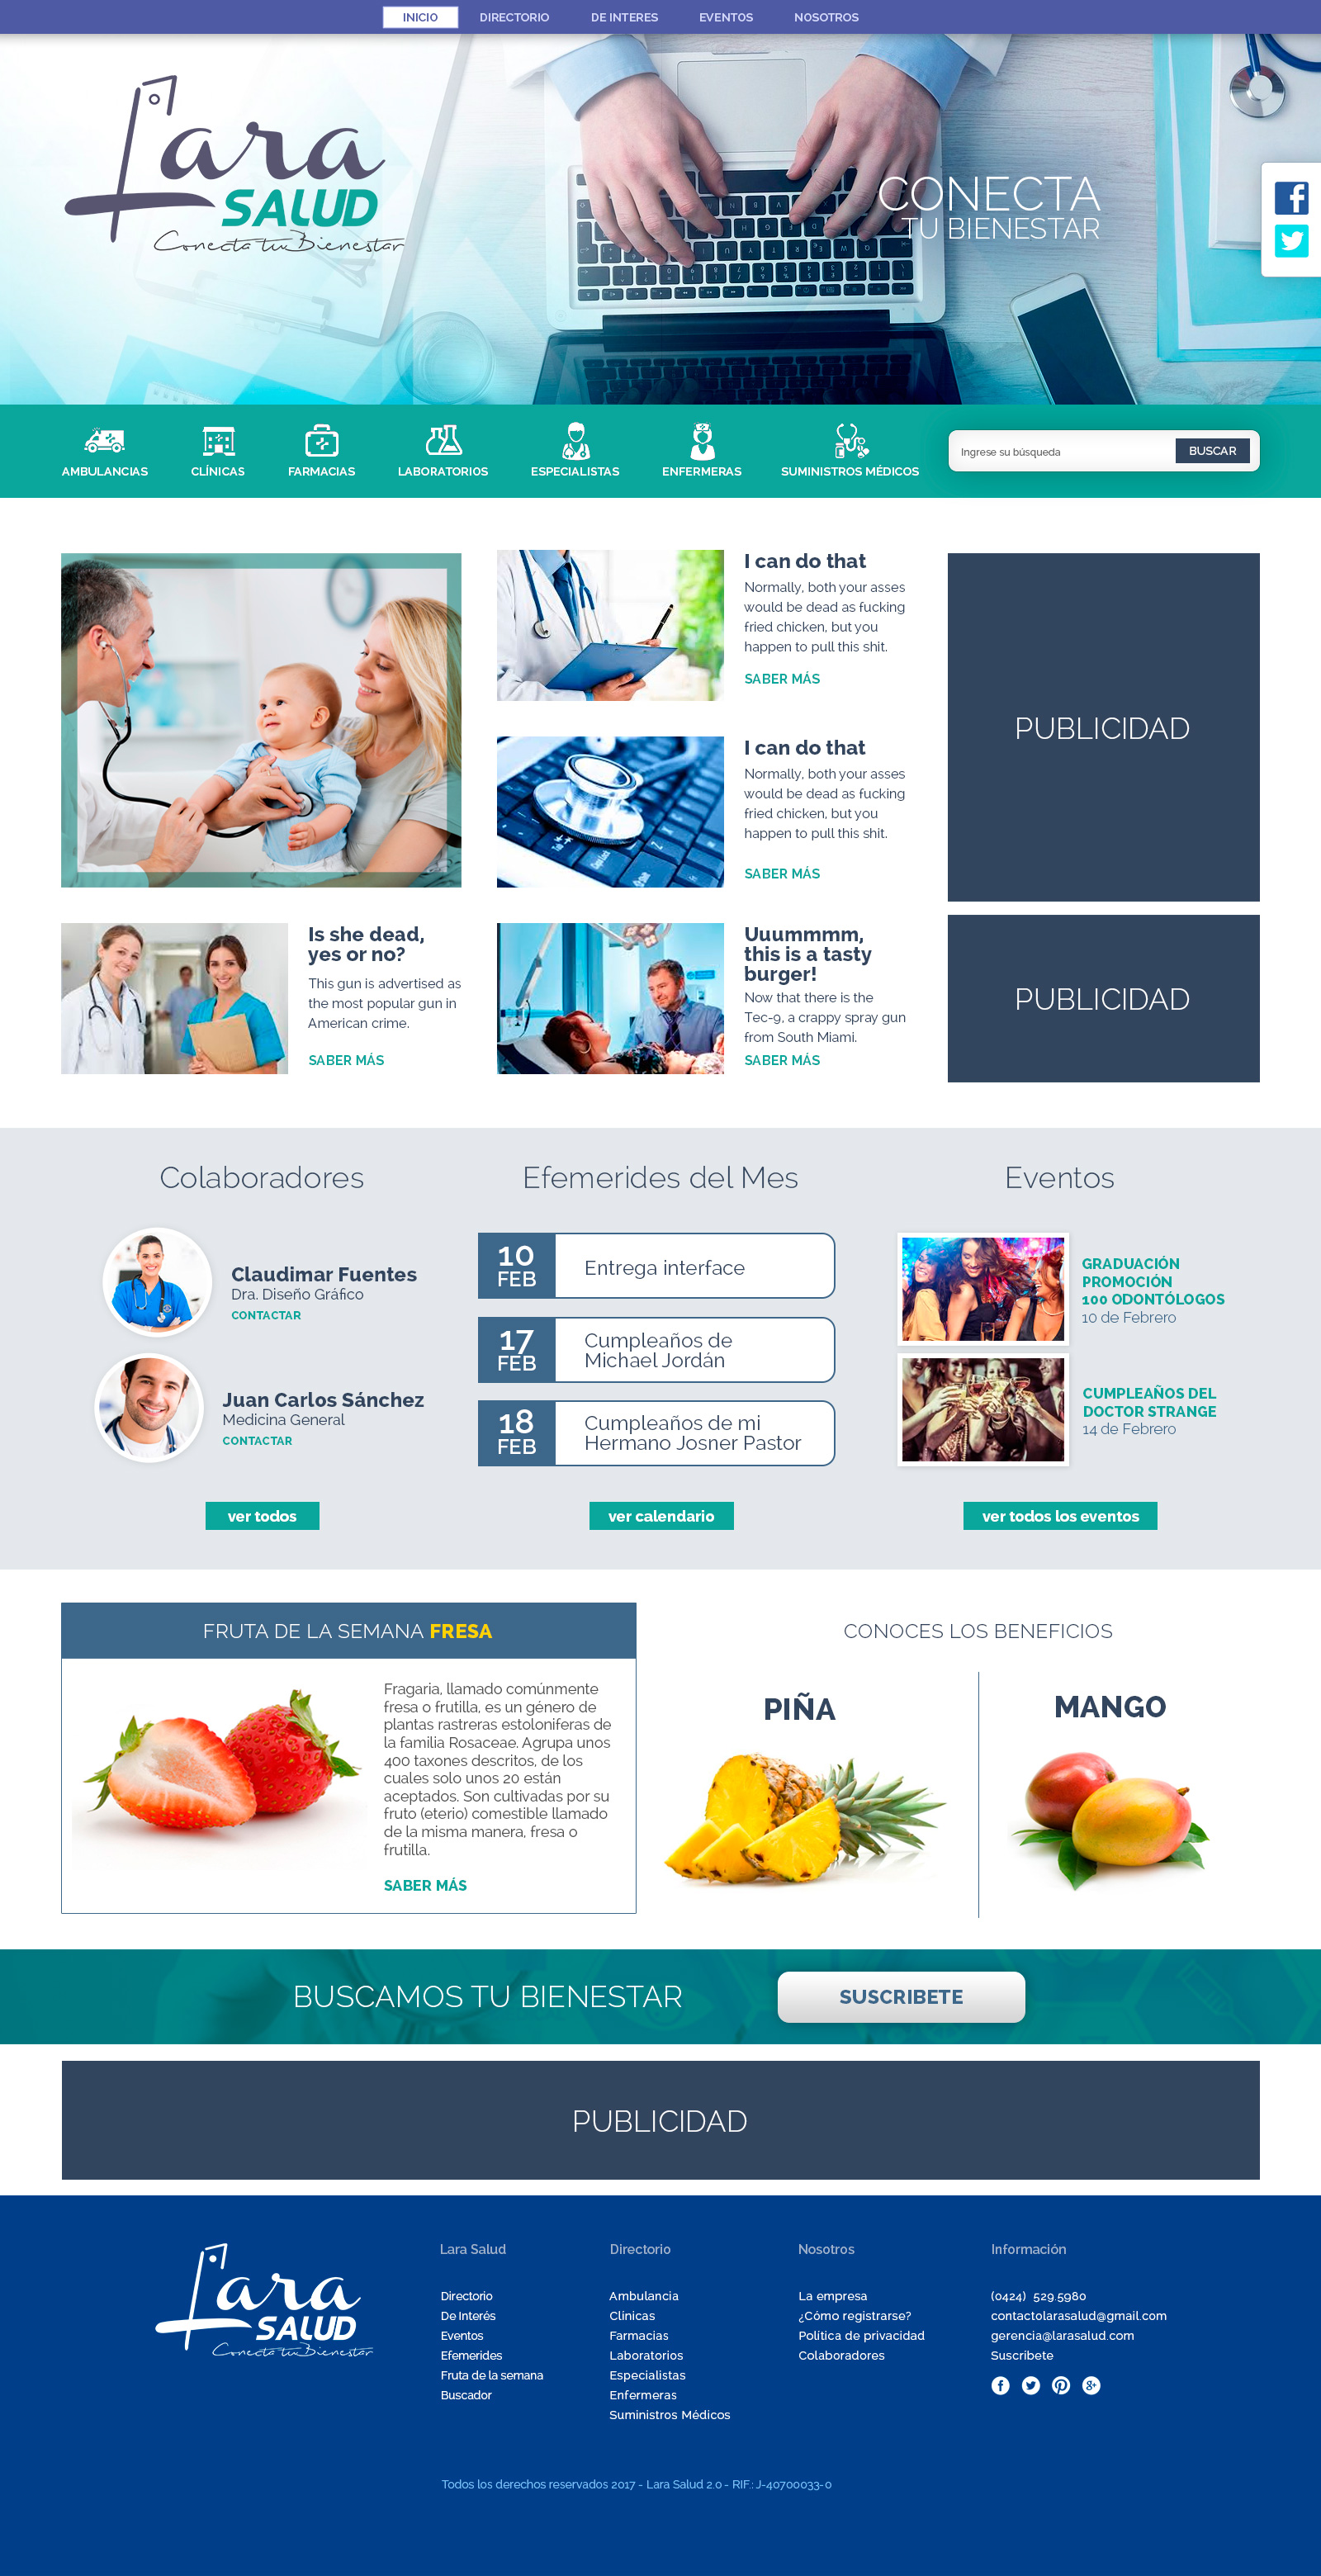 INICIO
DIRECTORIO
DE INTERES
EVENTOS
NOSOTROS
Lara
SALUD
Conecta tu Bienestar
CONECTA
TU BIENESTAR
AMBULANCIAS
CLÍNICAS
FARMACIAS
LABORATORIOS
ESPECIALISTAS
ENFERMERAS
SUMINISTROS MÉDICOS
Ingrese su búsqueda
BUSCAR
I can do that
Normally, both your asses
would be dead as fucking
fried chicken, but you
happen to pull this shit.
SABER MÁS
I can do that
Normally, both your asses
would be dead as fucking
fried chicken, but you
happen to pull this shit.
SABER MÁS
PUBLICIDAD
Is she dead,
yes or no?
This gun is advertised as
the most popular gun in
American crime.
SABER MÁS
Uuummmm,
this is a tasty
burger!
Now that there is the
Tec-9, a crappy spray gun
from South Miami.
SABER MÁS
PUBLICIDAD
Colaboradores
Claudimar Fuentes
Dra. Diseño Gráfico
CONTACTAR
Juan Carlos Sánchez
Medicina General
CONTACTAR
ver todos
Efemerides del Mes
10
FEB
Entrega interface
17
FEB
Cumpleaños de
Michael Jordán
18
FEB
Cumpleaños de mi
Hermano Josner Pastor
ver calendario
Eventos
GRADUACIÓN
PROMOCIÓN
100 ODONTÓLOGOS
10 de Febrero
CUMPLEAÑOS DEL
DOCTOR STRANGE
14 de Febrero
ver todos los eventos
FRUTA DE LA SEMANA FRESA
Fragaria, llamado comúnmente
fresa o frutilla, es un género de
plantas rastreras estoloniferas de
la familia Rosaceae. Agrupa unos
400 taxones descritos, de los
cuales solo unos 20 están
aceptados. Son cultivadas por su
fruto (eterio) comestible llamado
de la misma manera, fresa o
frutilla.
SABER MÁS
CONOCES LOS BENEFICIOS
PIÑA
MANGO
BUSCAMOS TU BIENESTAR
SUSCRIBETE
PUBLICIDAD
Lara
SALUD
Conecta tu Bienestar
Lara Salud
Directorio
De Interés
Eventos
Efemerides
Fruta de la semana
Buscador
Directorio
Ambulancia
Clinicas
Farmacias
Laboratorios
Especialistas
Enfermeras
Suministros Médicos
Nosotros
La empresa
¿Cómo registrarse?
Política de privacidad
Colaboradores
Información
(0424) 529.5980
contactolarasalud@gmail.com
gerencia@larasalud.com
Suscribete
Todos los derechos reservados 2017 - Lara Salud 2.0 - RIF.: J-40700033-0